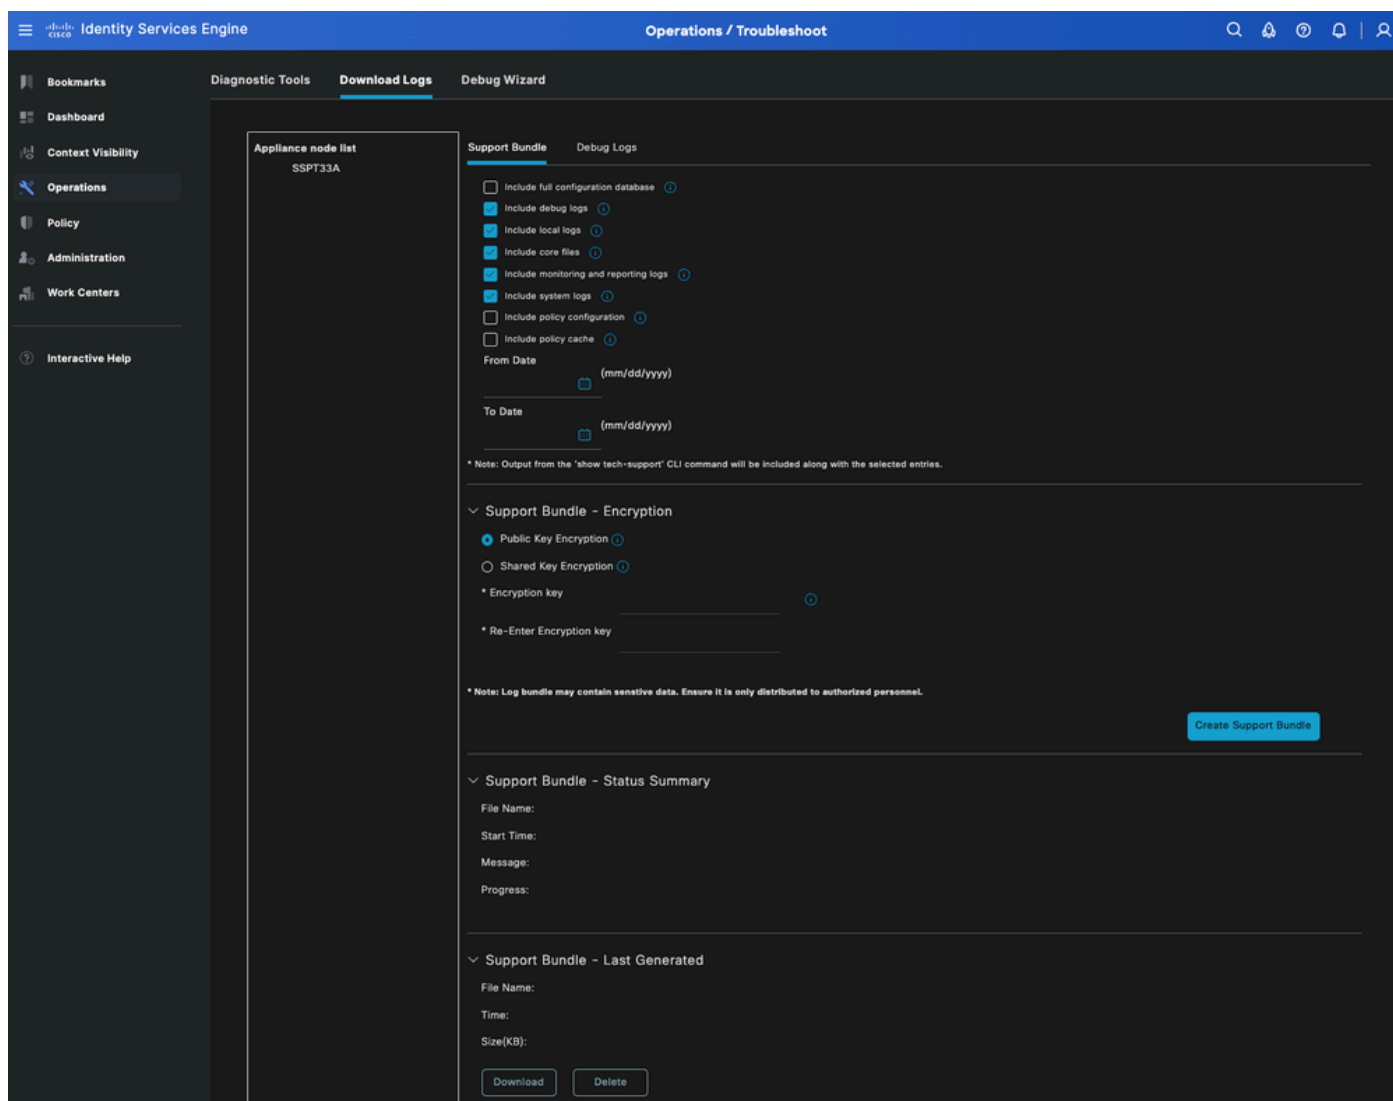 cisco Identity Services Engine
Operations / Troubleshoot
Bookmarks
Dashboard
Context Visibility
Operations
Policy
Administration
Work Centers
Interactive Help
Diagnostic Tools
Download Logs
Debug Wizard
Appliance node list
SSPT33A
Support Bundle
Debug Logs
Include full configuration database
Include debug logs
Include local logs
Include core files
Include monitoring and reporting logs
Include system logs
Include policy configuration
Include policy cache
From Date
(mm/dd/yyyy)
To Date
(mm/dd/yyyy)
* Note: Output from the 'show tech-support' CLI command will be included along with the selected entries.
Support Bundle - Encryption
Public Key Encryption
Shared Key Encryption
* Encryption key
* Re-Enter Encryption key
* Note: Log bundle may contain senstive data. Ensure it is only distributed to authorized personnel.
Create Support Bundle
Support Bundle - Status Summary
File Name:
Start Time:
Message:
Progress:
Support Bundle - Last Generated
File Name:
Time:
Size(KB):
Download
Delete